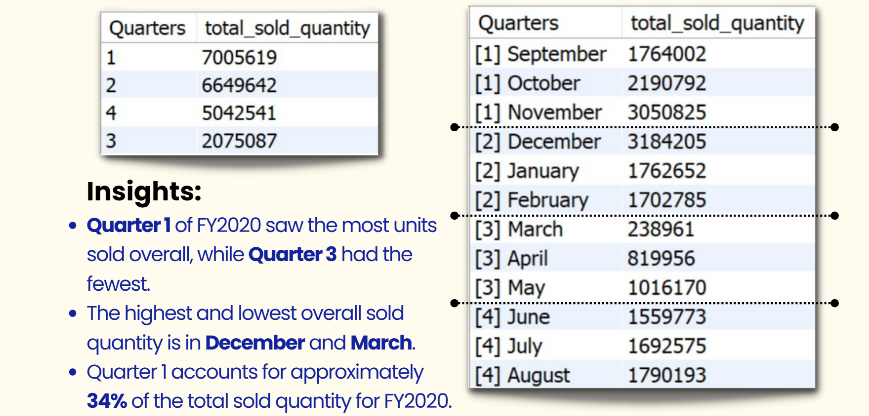 Quarters total_sold_quantity
1 7005619
2 6649642
4 5042541
3 2075087
Insights:
• Quarter 1 of FY2020 saw the most units
sold overall, while Quarter 3 had the
fewest.
• The highest and lowest overall sold
quantity is in December and March.
• Quarter 1 accounts for approximately
34% of the total sold quantity for FY2020.
Quarters total_sold_quantity
[1] September 1764002
[1] October 2190792
[1] November 3050825
[2] December 3184205
[2] January 1762652
[2] February 1702785
[3] March 238961
[3] April 819956
[3] May 1016170
[4] June 1559773
[4] July 1692575
[4] August 1790193